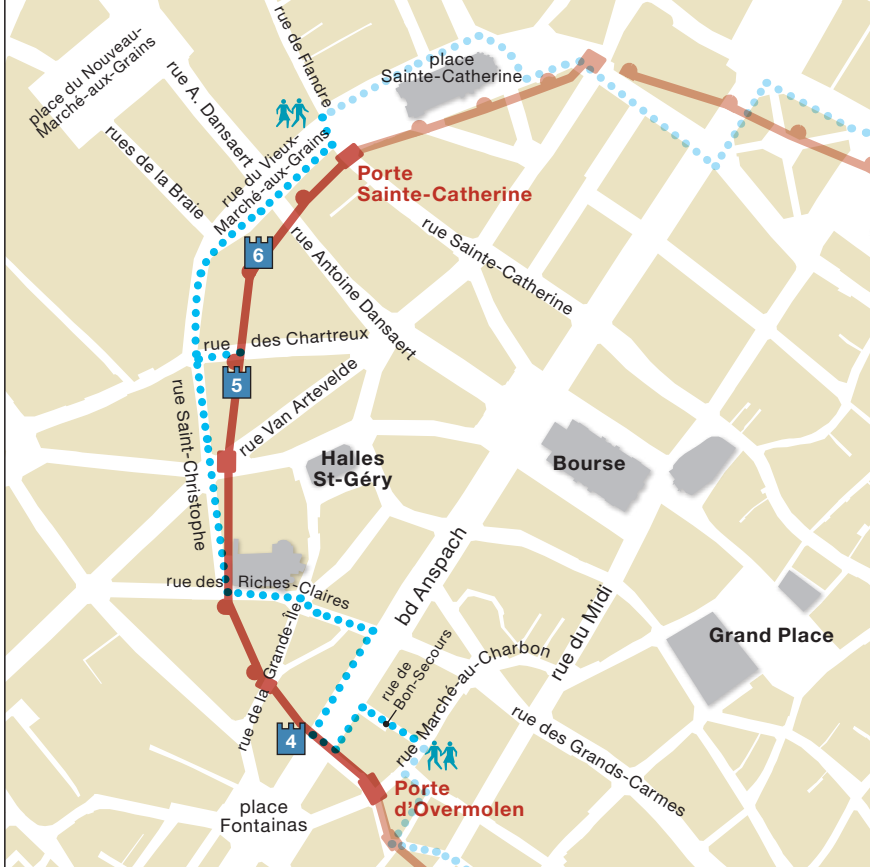 place du Nouveau-
Marché-aux-Grains
rue A. Dansaert
rue de Flandre
place
Sainte-Catherine
rues de la Braie
rue du Vieux-
Marché-aux-Grains
Porte
Sainte-Catherine
6
rue Antoine Dansaert
rue Sainte-Catherine
rue des Chartreux
5
rue Van Artevelde
rue Saint-Christophe
Halles
St-Géry
Bourse
bd Anspach
rue des Riches-Claires
rue de la Grande-Île
rue de
Bon-Secours
rue Marché-au-Charbon
rue du Midi
Grand Place
4
rue des Grands-Carmes
Porte
d'Overmolen
place
Fontainas